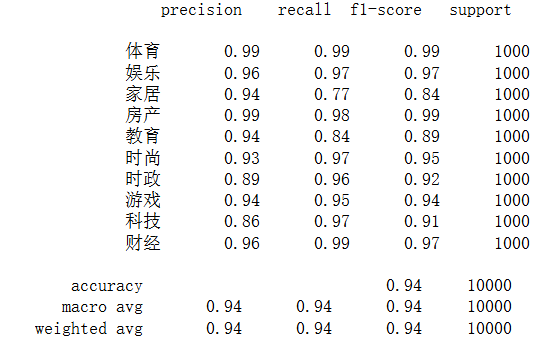 precision recall f1-score support
体育 0.99 0.99 0.99 1000
娱乐 0.96 0.97 0.97 1000
家居 0.94 0.77 0.84 1000
房产 0.99 0.98 0.99 1000
教育 0.94 0.84 0.89 1000
时尚 0.93 0.97 0.95 1000
时政 0.89 0.96 0.92 1000
游戏 0.94 0.95 0.94 1000
科技 0.86 0.97 0.91 1000
财经 0.96 0.99 0.97 1000
accuracy 0.94 10000
macro avg 0.94 0.94 0.94 10000
weighted avg 0.94 0.94 0.94 10000